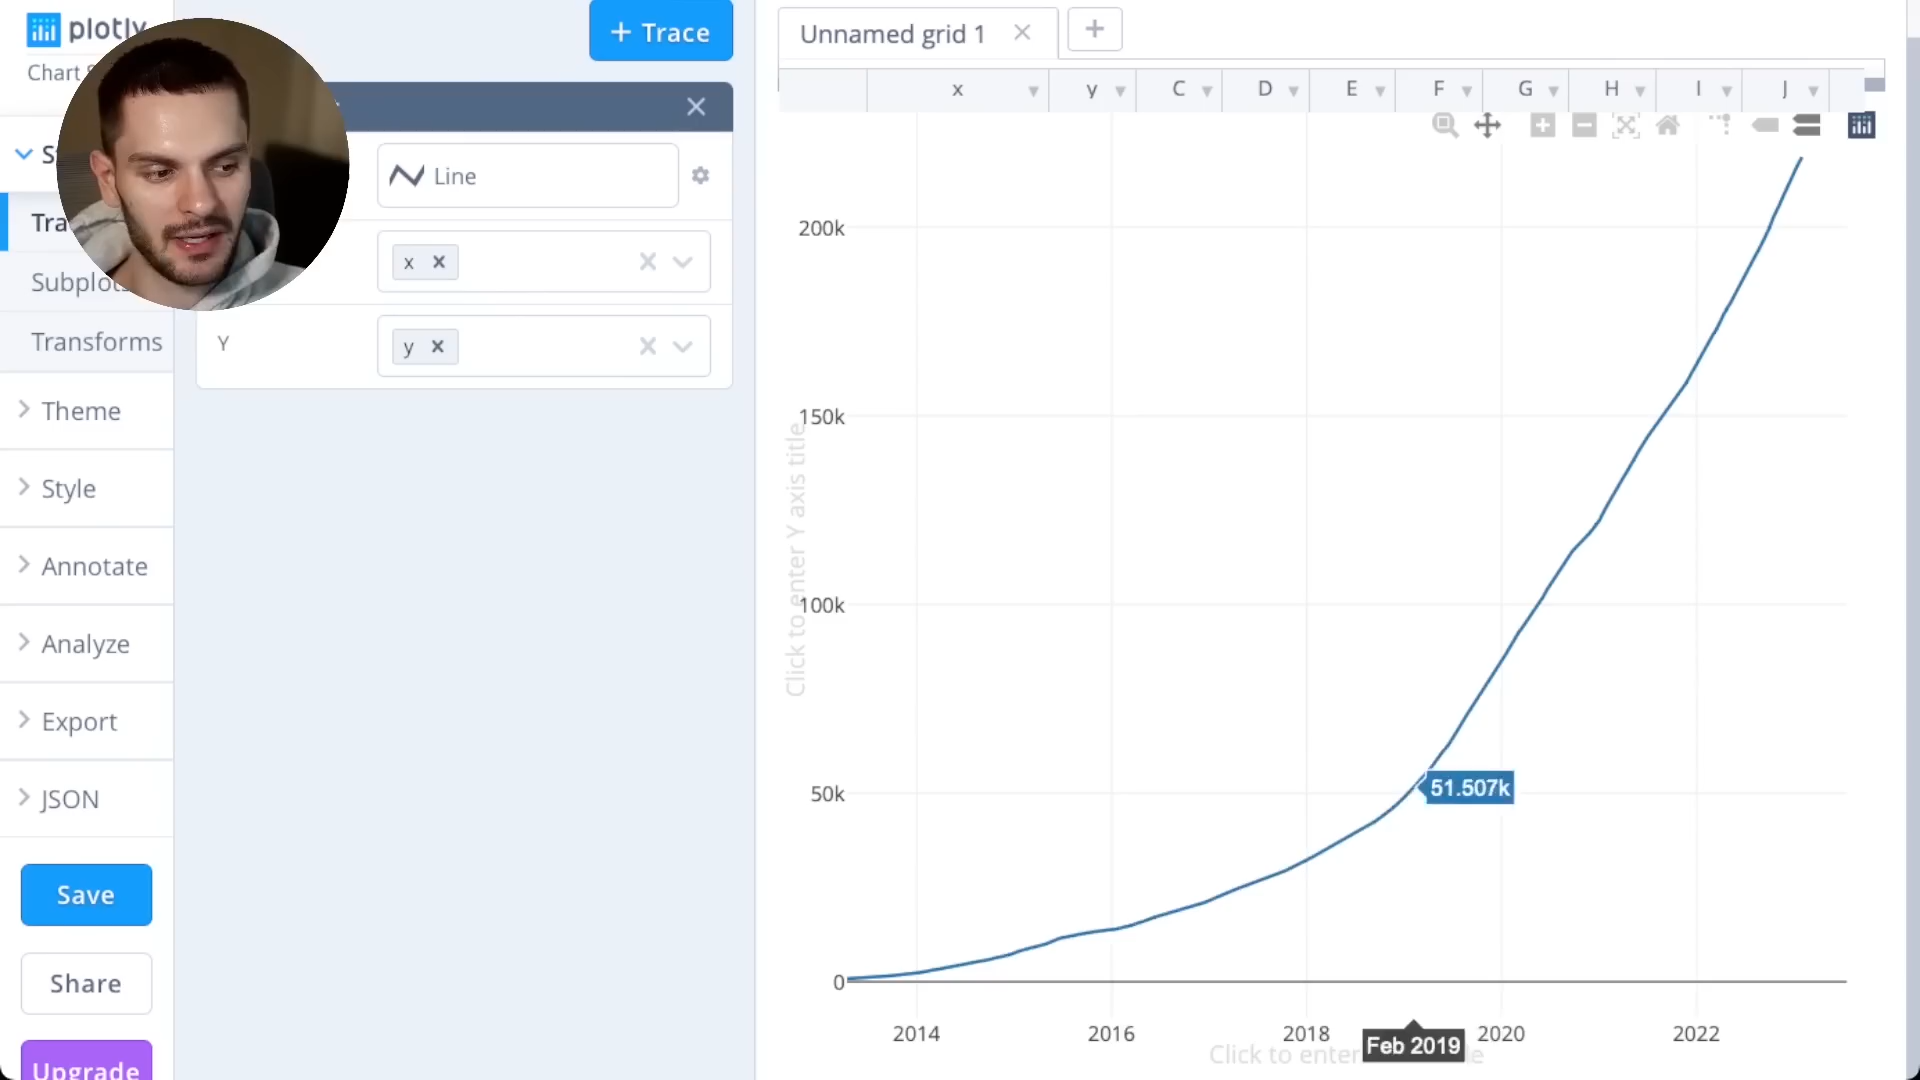 plotly
Chart
+ Trace
Unnamed grid 1
x y C D E F G H I J
Line
Subplots
x
Transforms
Y
y
Theme
Style
Annotate
Analyze
Export
JSON
Save
Share
Upgrade
200k
150k
100k
50k
0
Click to enter Y axis title
51.507k
2014 2016 2018 2020 2022
Feb 2019
Click to enter